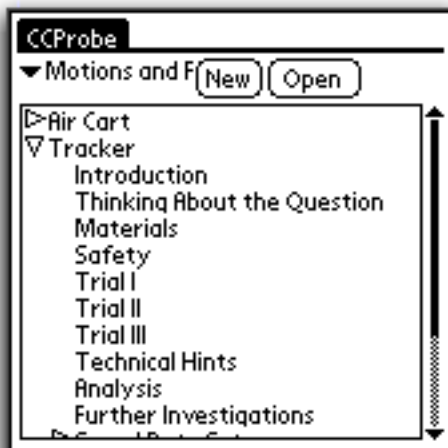 CCProbe
Motions and F New Open
Air Cart
Tracker
Introduction
Thinking About the Question
Materials
Safety
Trial I
Trial II
Trial III
Technical Hints
Analysis
Further Investigations